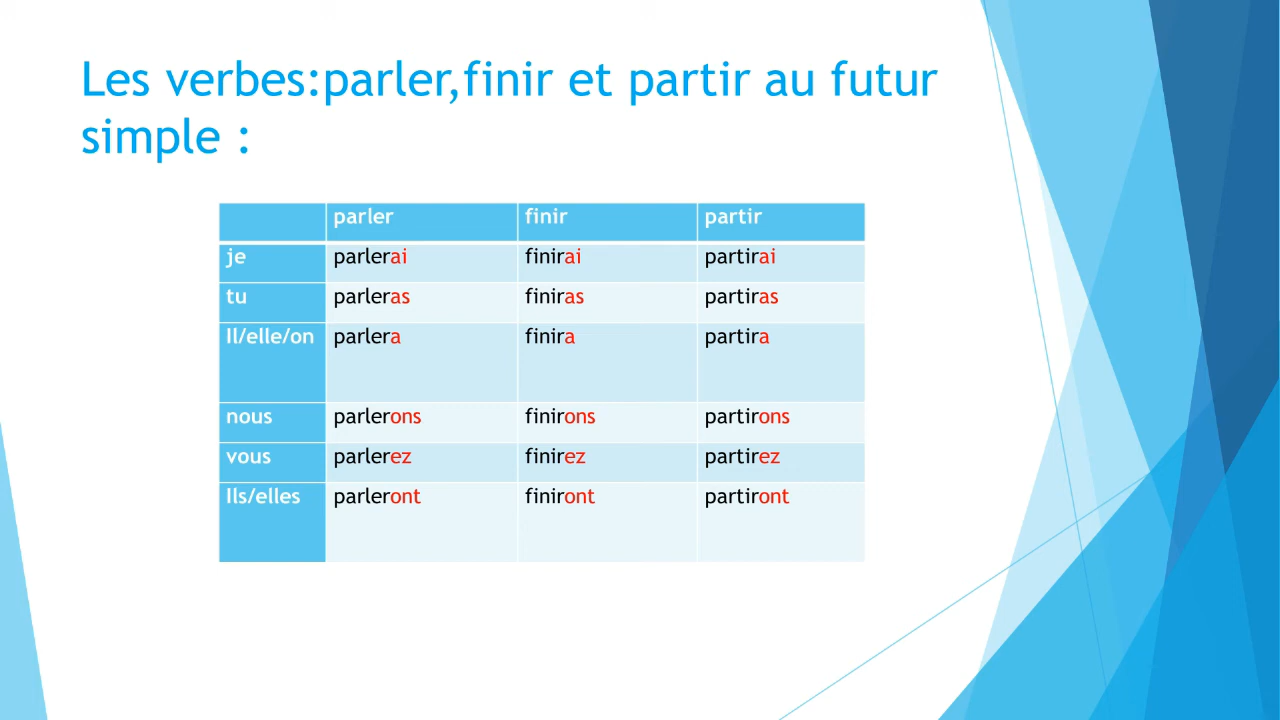 Les verbes:parler,finir et partir au futur
simple :
parler finir partir
je parlerai finirai partirai
tu parleras finiras partiras
Il/elle/on parlera finira partira
nous parlerons finirons partirons
vous parlerez finirez partirez
Ils/elles parleront finiront partiront